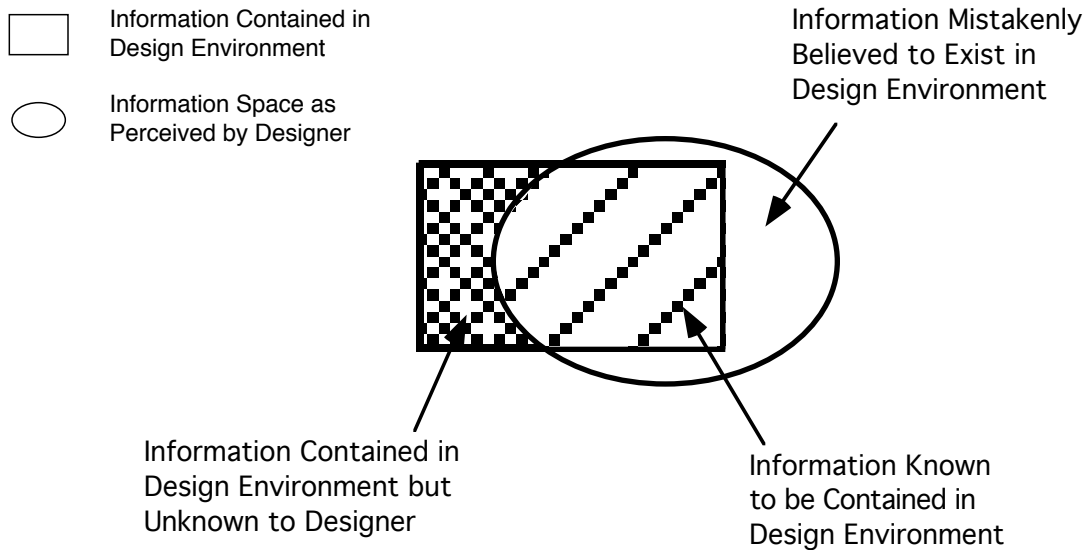 Information Contained in
Design Environment
Information Space as
Perceived by Designer
Information Mistakenly
Believed to Exist in
Design Environment
Information Contained in
Design Environment but
Unknown to Designer
Information Known
to be Contained in
Design Environment